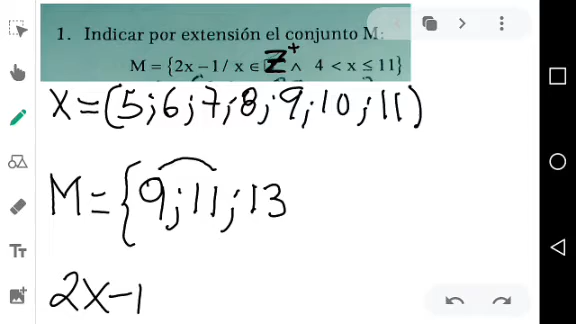 1. Indicar por extensión el conjunto M:
M = {2x − 1 / x ∈ Z⁺ ∧ 4 < x ≤ 11}
X = (5;6;7;8;9;10;11)
M = {9;11;13
2X−1
Tт